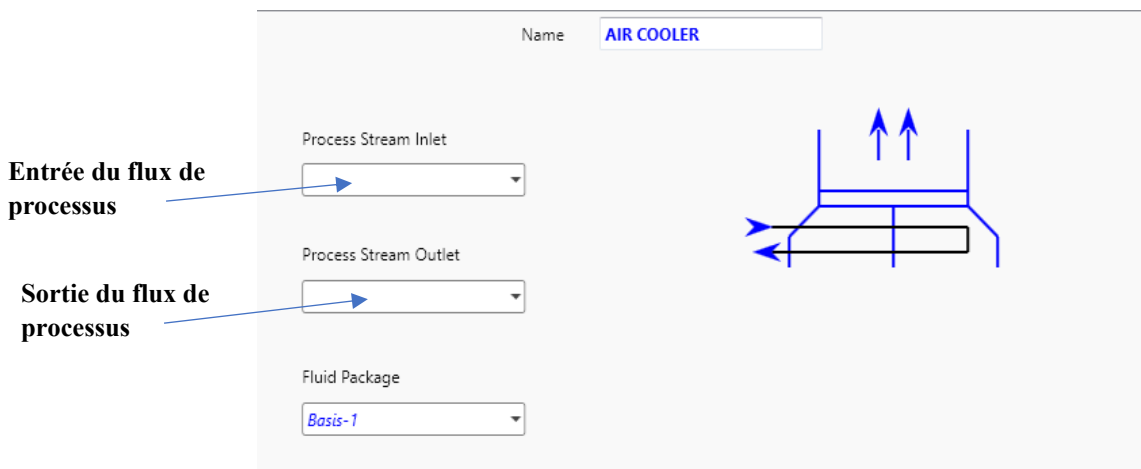 Name AIR COOLER
Process Stream Inlet
Entrée du flux de
processus
Process Stream Outlet
Sortie du flux de
processus
Fluid Package
Basis-1